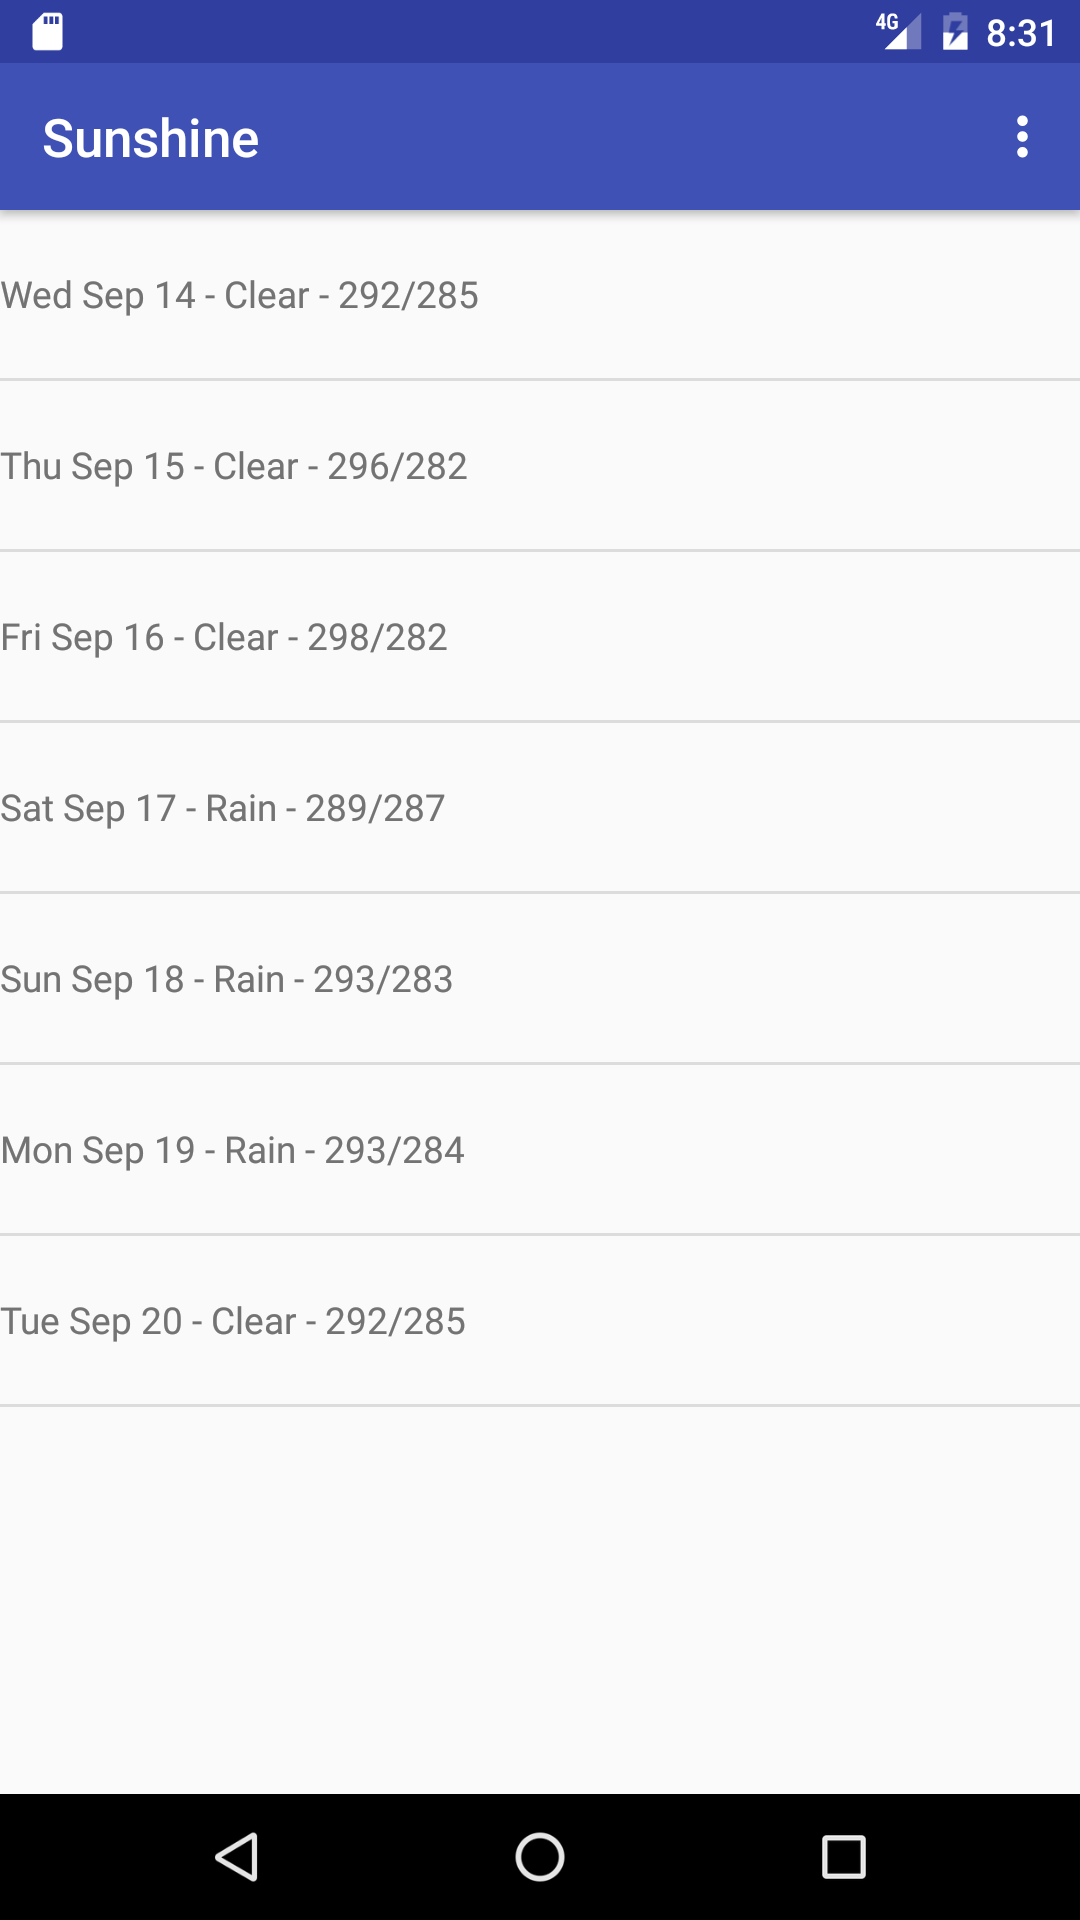 4G 8:31
Sunshine
Wed Sep 14 - Clear - 292/285
Thu Sep 15 - Clear - 296/282
Fri Sep 16 - Clear - 298/282
Sat Sep 17 - Rain - 289/287
Sun Sep 18 - Rain - 293/283
Mon Sep 19 - Rain - 293/284
Tue Sep 20 - Clear - 292/285